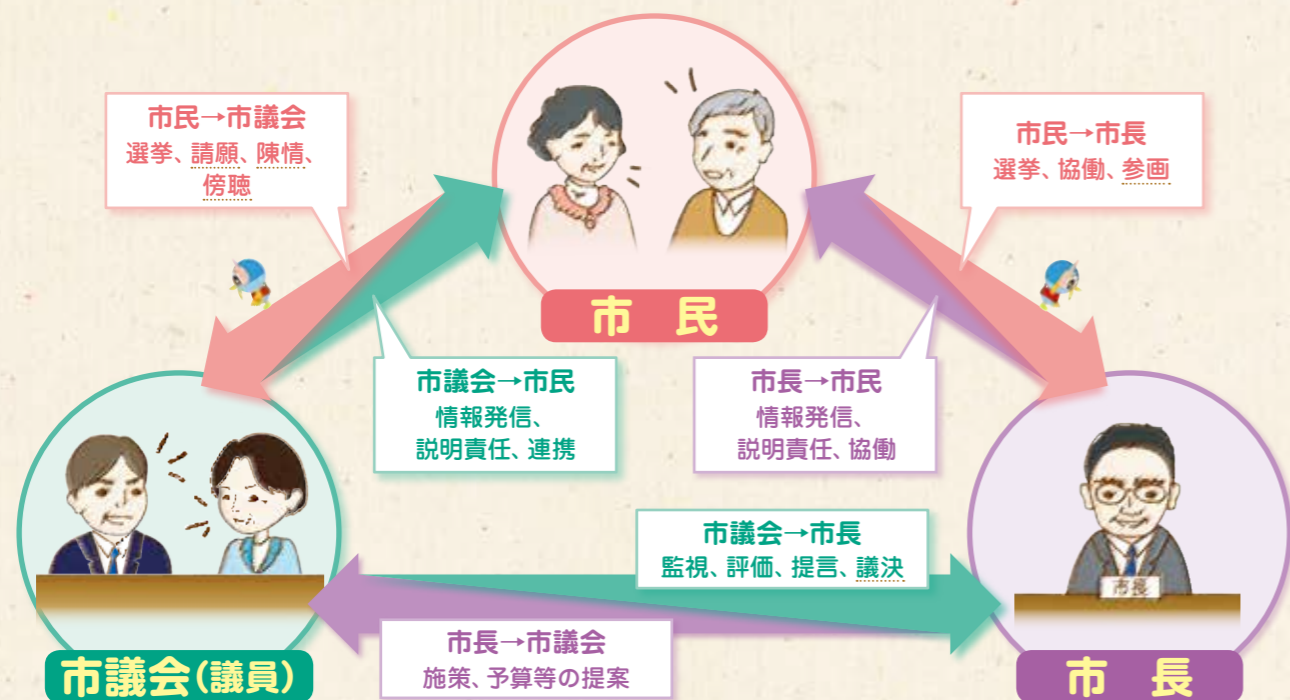 市民→市議会
選挙、請願、陳情、
傍聴
市民→市長
選挙、協働、参画
市 民
市議会→市民
情報発信、
説明責任、連携
市長→市民
情報発信、
説明責任、協働
市議会→市長
監視、評価、提言、議決
市長
市長→市議会
施策、予算等の提案
市議会(議員)
市 長